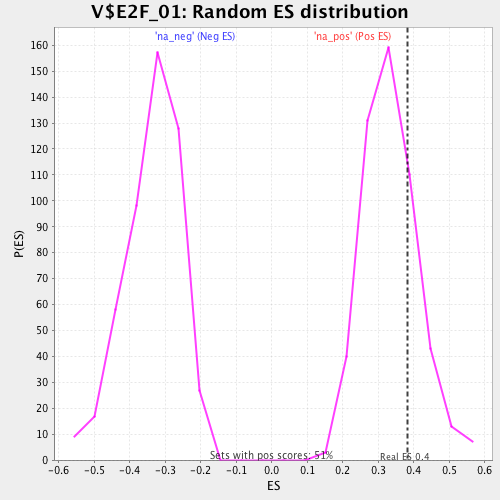 V$E2F_01: Random ES distribution
'na_neg' (Neg ES) 'na_pos' (Pos ES)
160
150
140
130
120
110
100
90
80
70
60
50
40
30
20
10
0
P(ES)
Sets with pos scores: 51%
Real ES 0.4
-0.6 -0.5 -0.4 -0.3 -0.2 -0.1 0.0 0.1 0.2 0.3 0.4 0.5 0.6
ES